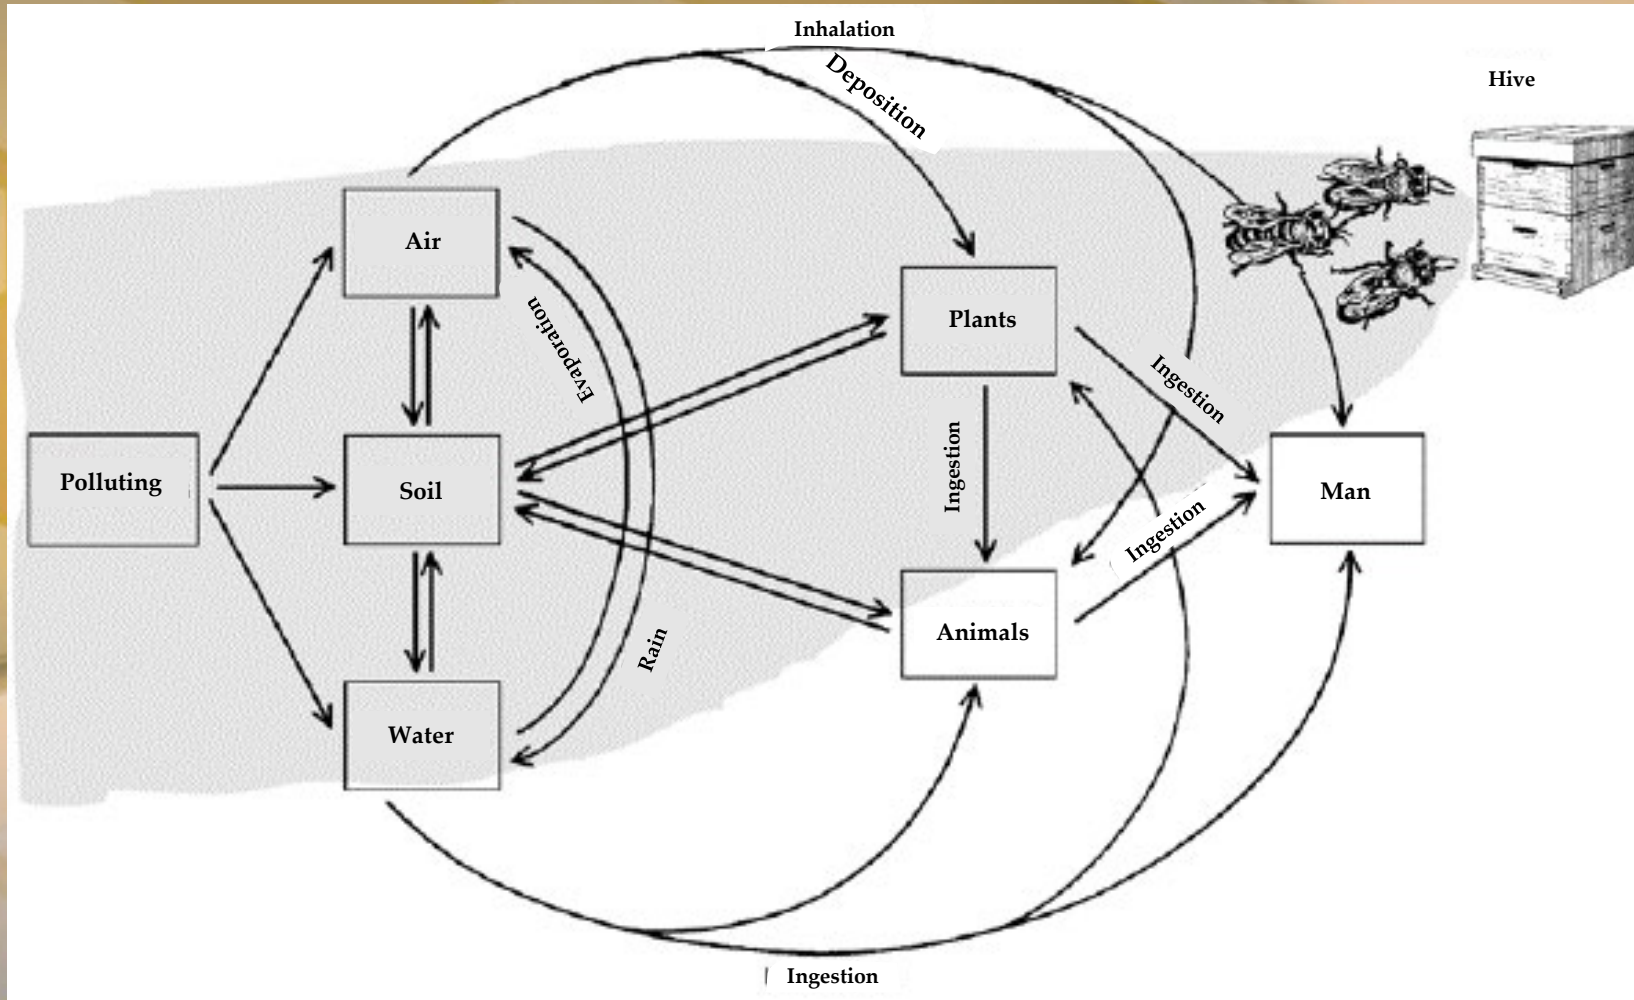 Inhalation
Deposition
Hive
Air
Evaporation
Plants
Ingestion
Polluting
Soil
Ingestion
Man
Ingestion
Animals
Rain
Water
Ingestion